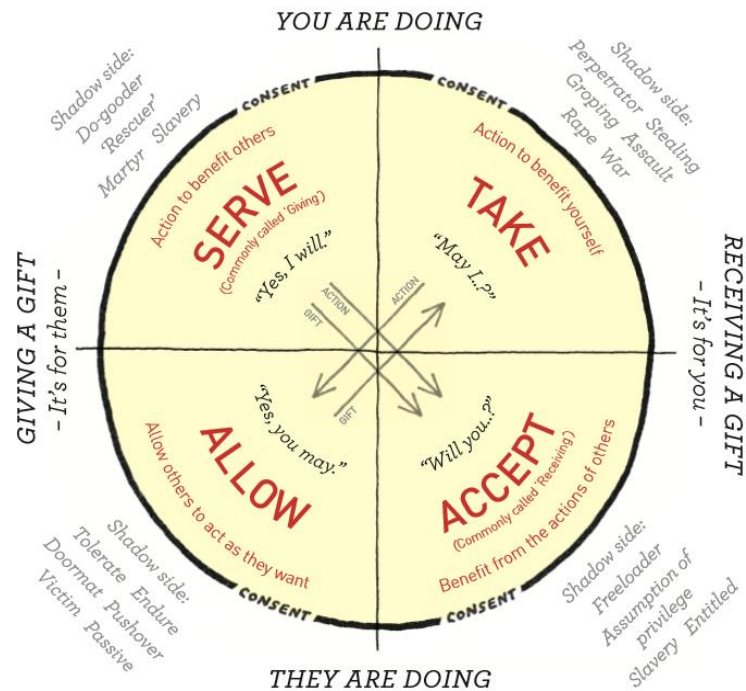 YOU ARE DOING
Shadow side:
Do-gooder
'Rescuer'
Martyr Slavery
Shadow side:
Perpetrator Stealing
Groping Assault
Rape War
CONSENT
CONSENT
Action to benefit others
SERVE
(Commonly called 'Giving')
"Yes, I will."
Action to benefit yourself
TAKE
"May I..?"
GIVING A GIFT
- It's for them -
RECEIVING A GIFT
- It's for you -
ACTION
GIFT
ACTION
GIFT
"Yes, you may."
ALLOW
Allow others to act as they want
"Will you..?"
ACCEPT
(Commonly called 'Receiving')
Benefit from the actions of others
CONSENT
CONSENT
Shadow side:
Tolerate Endure
Doormat Pushover
Victim Passive
Shadow side:
Freeloader
Assumption of
privilege
Slavery Entitled
THEY ARE DOING